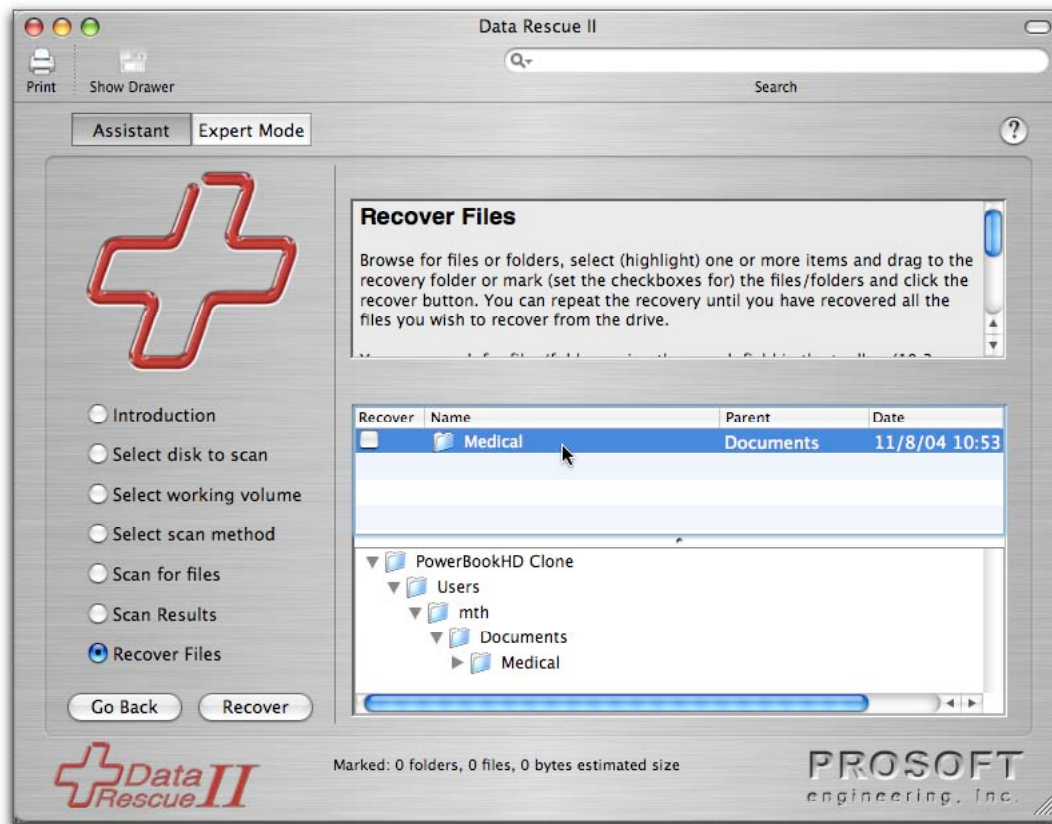 Data Rescue II
Print
Show Drawer
Search
Assistant
Expert Mode
?
Recover Files
Browse for files or folders, select (highlight) one or more items and drag to the
recovery folder or mark (set the checkboxes for) the files/folders and click the
recover button. You can repeat the recovery until you have recovered all the
files you wish to recover from the drive.
Introduction
Select disk to scan
Select working volume
Select scan method
Scan for files
Scan Results
Recover Files
Go Back
Recover
Recover Name Parent Date
Medical Documents 11/8/04 10:53
PowerBookHD Clone
Users
mth
Documents
Medical
Data
Rescue II
Marked: 0 folders, 0 files, 0 bytes estimated size
PROSOFT
engineering, inc.